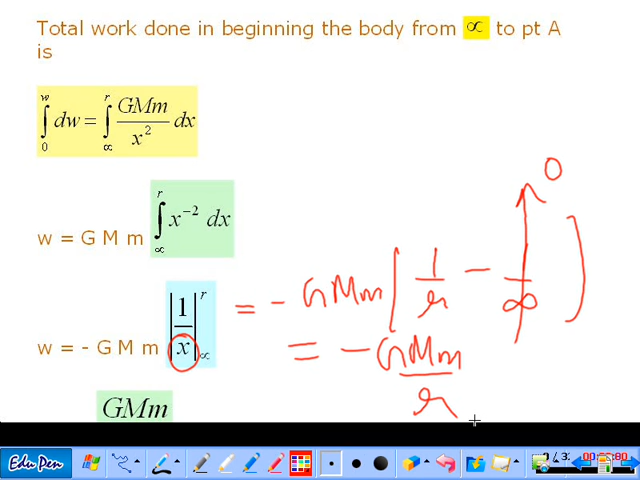 Total work done in beginning the body from ∝ to pt A
is
∫₀ʷ dw = ∫_∝^r GMm/x² dx
w = G M m ∫_∝^r x⁻² dx
w = - G M m |1/x|_∝^r = - GMm [ 1/r - 1/∞ ] 0
= - GMm/r
GMm
Edu Pen